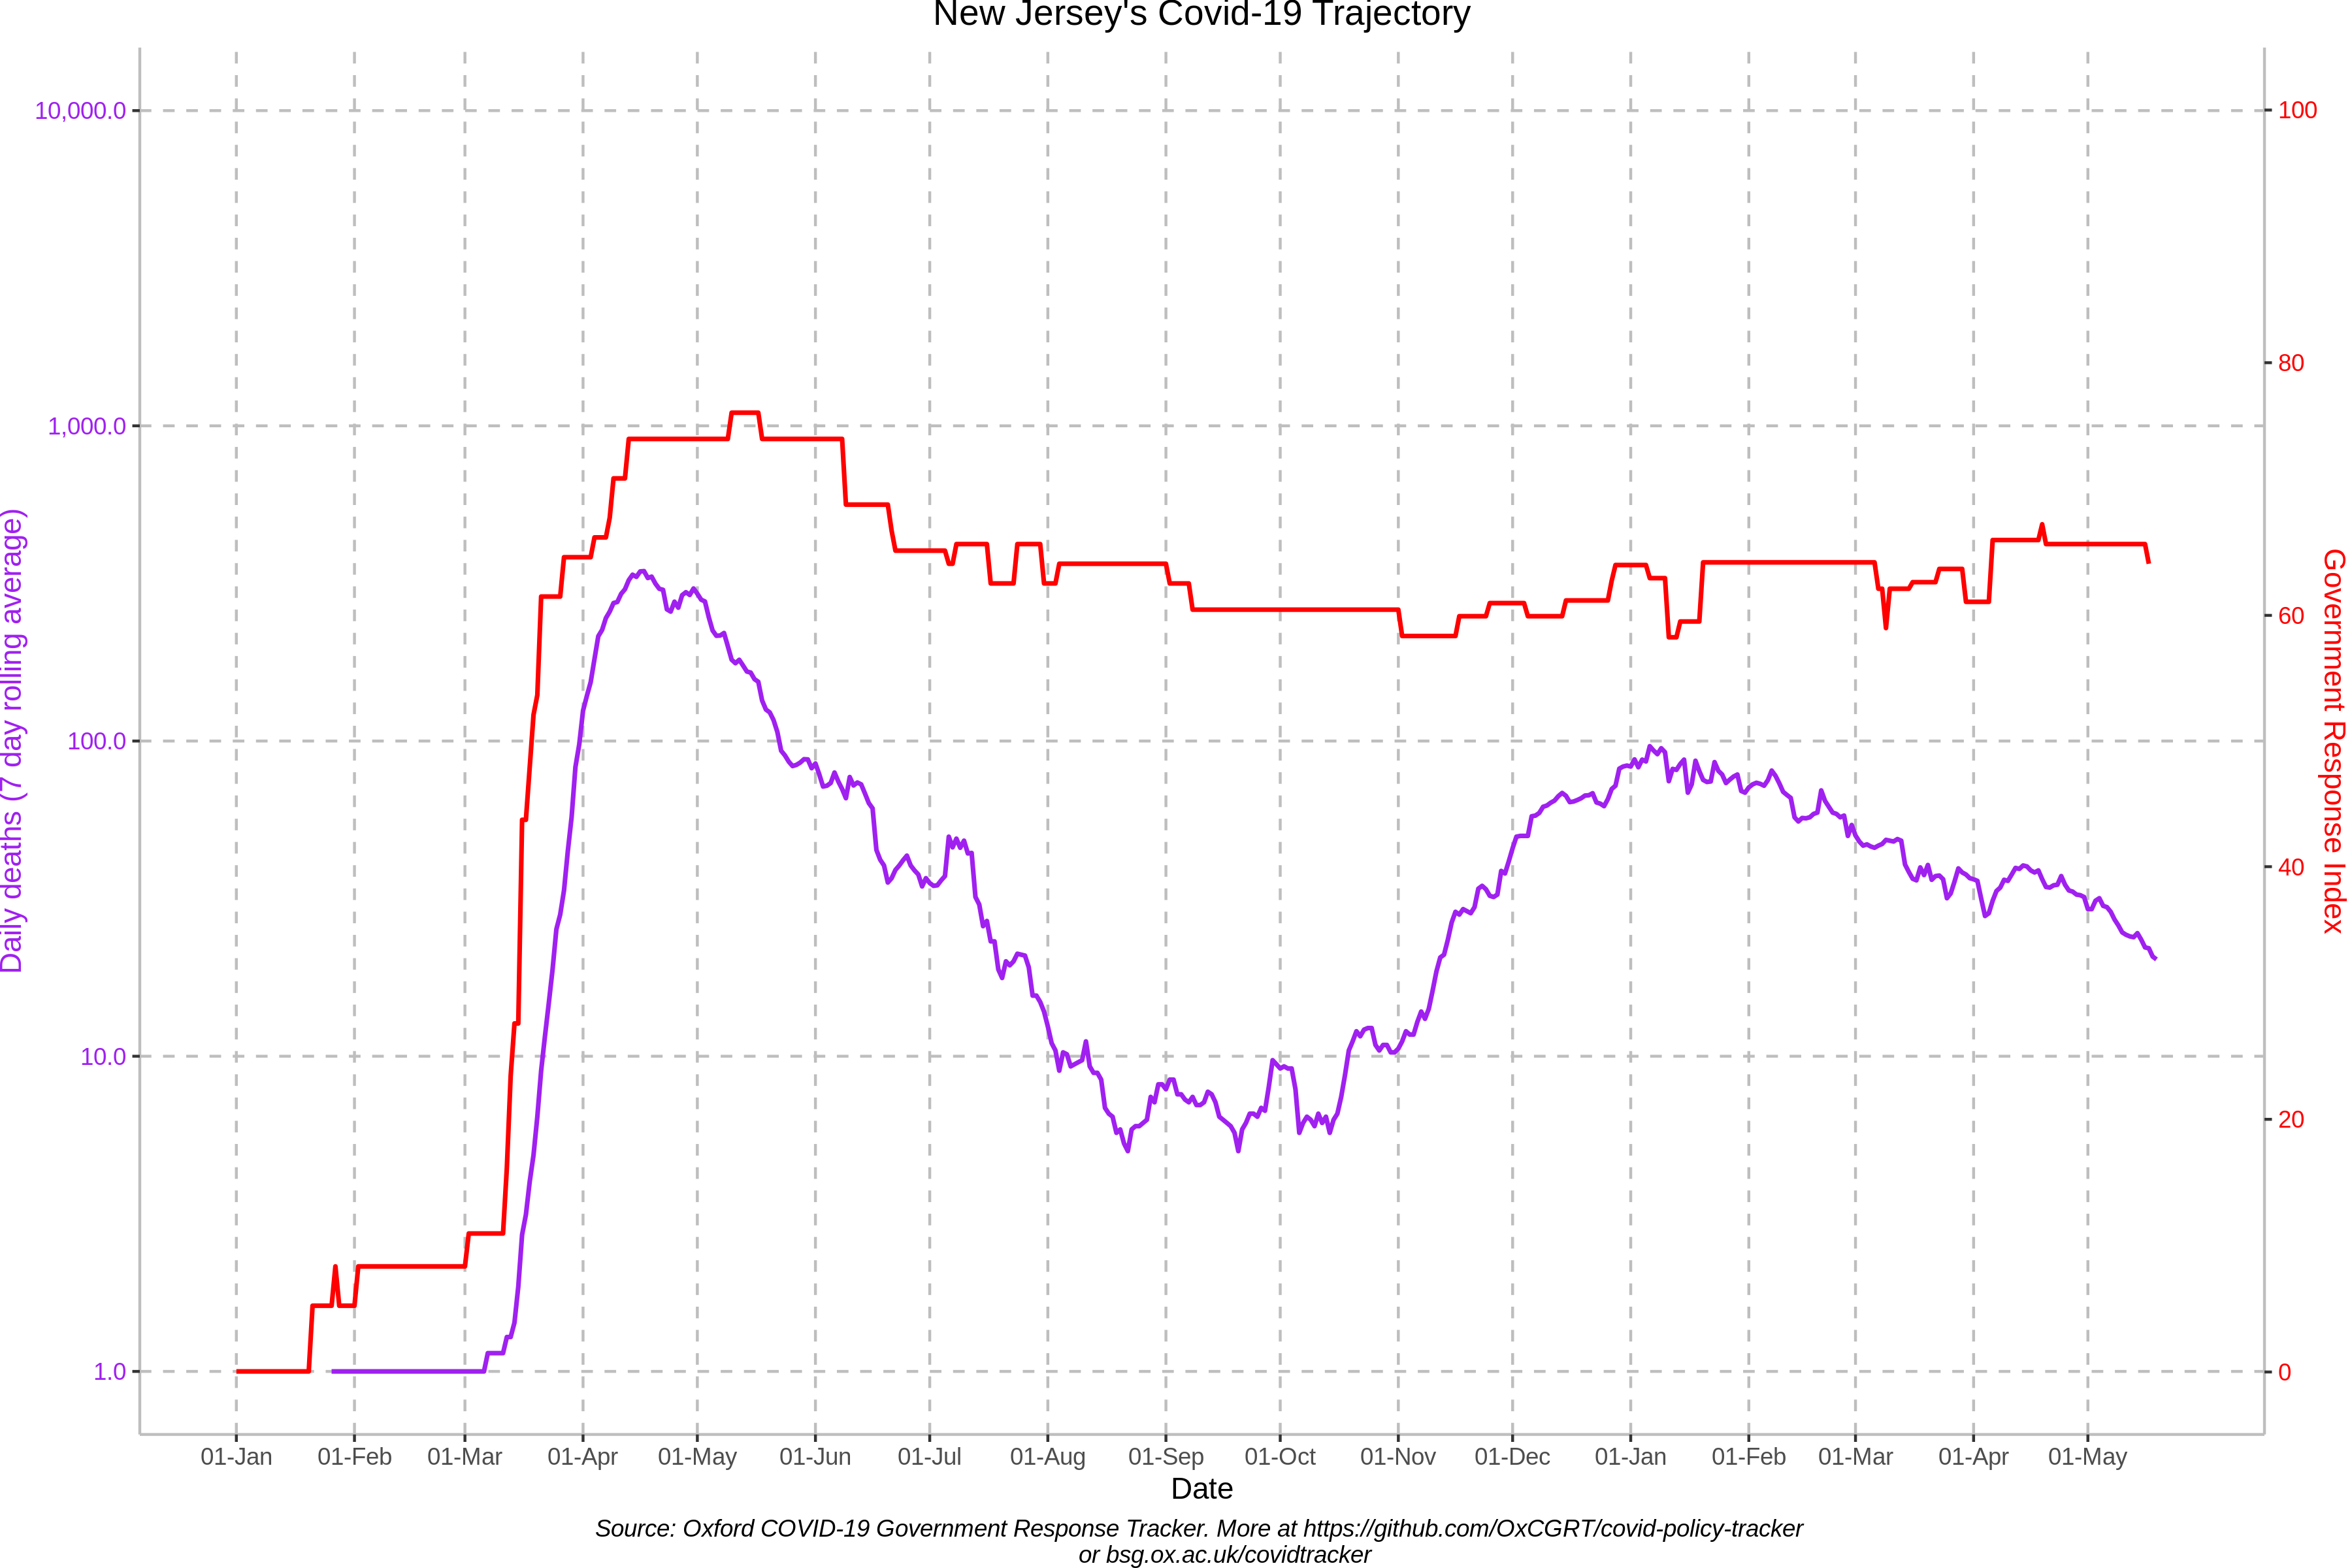 New Jersey's Covid-19 Trajectory
10,000.0
1,000.0
100.0
10.0
1.0
Daily deaths (7 day rolling average)
100
80
60
40
20
0
Government Response Index
01-Jan 01-Feb 01-Mar 01-Apr 01-May 01-Jun 01-Jul 01-Aug 01-Sep 01-Oct 01-Nov 01-Dec 01-Jan 01-Feb 01-Mar 01-Apr 01-May
Date
Source: Oxford COVID-19 Government Response Tracker. More at https://github.com/OxCGRT/covid-policy-tracker
or bsg.ox.ac.uk/covidtracker